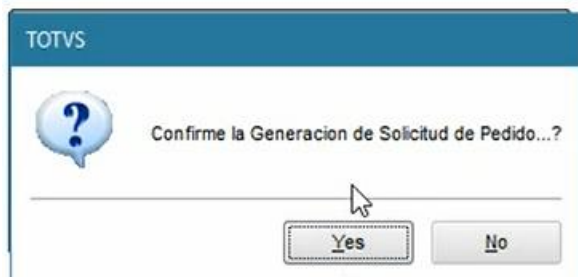 TOTVS
Confirme la Generacion de Solicitud de Pedido...?
Yes
No